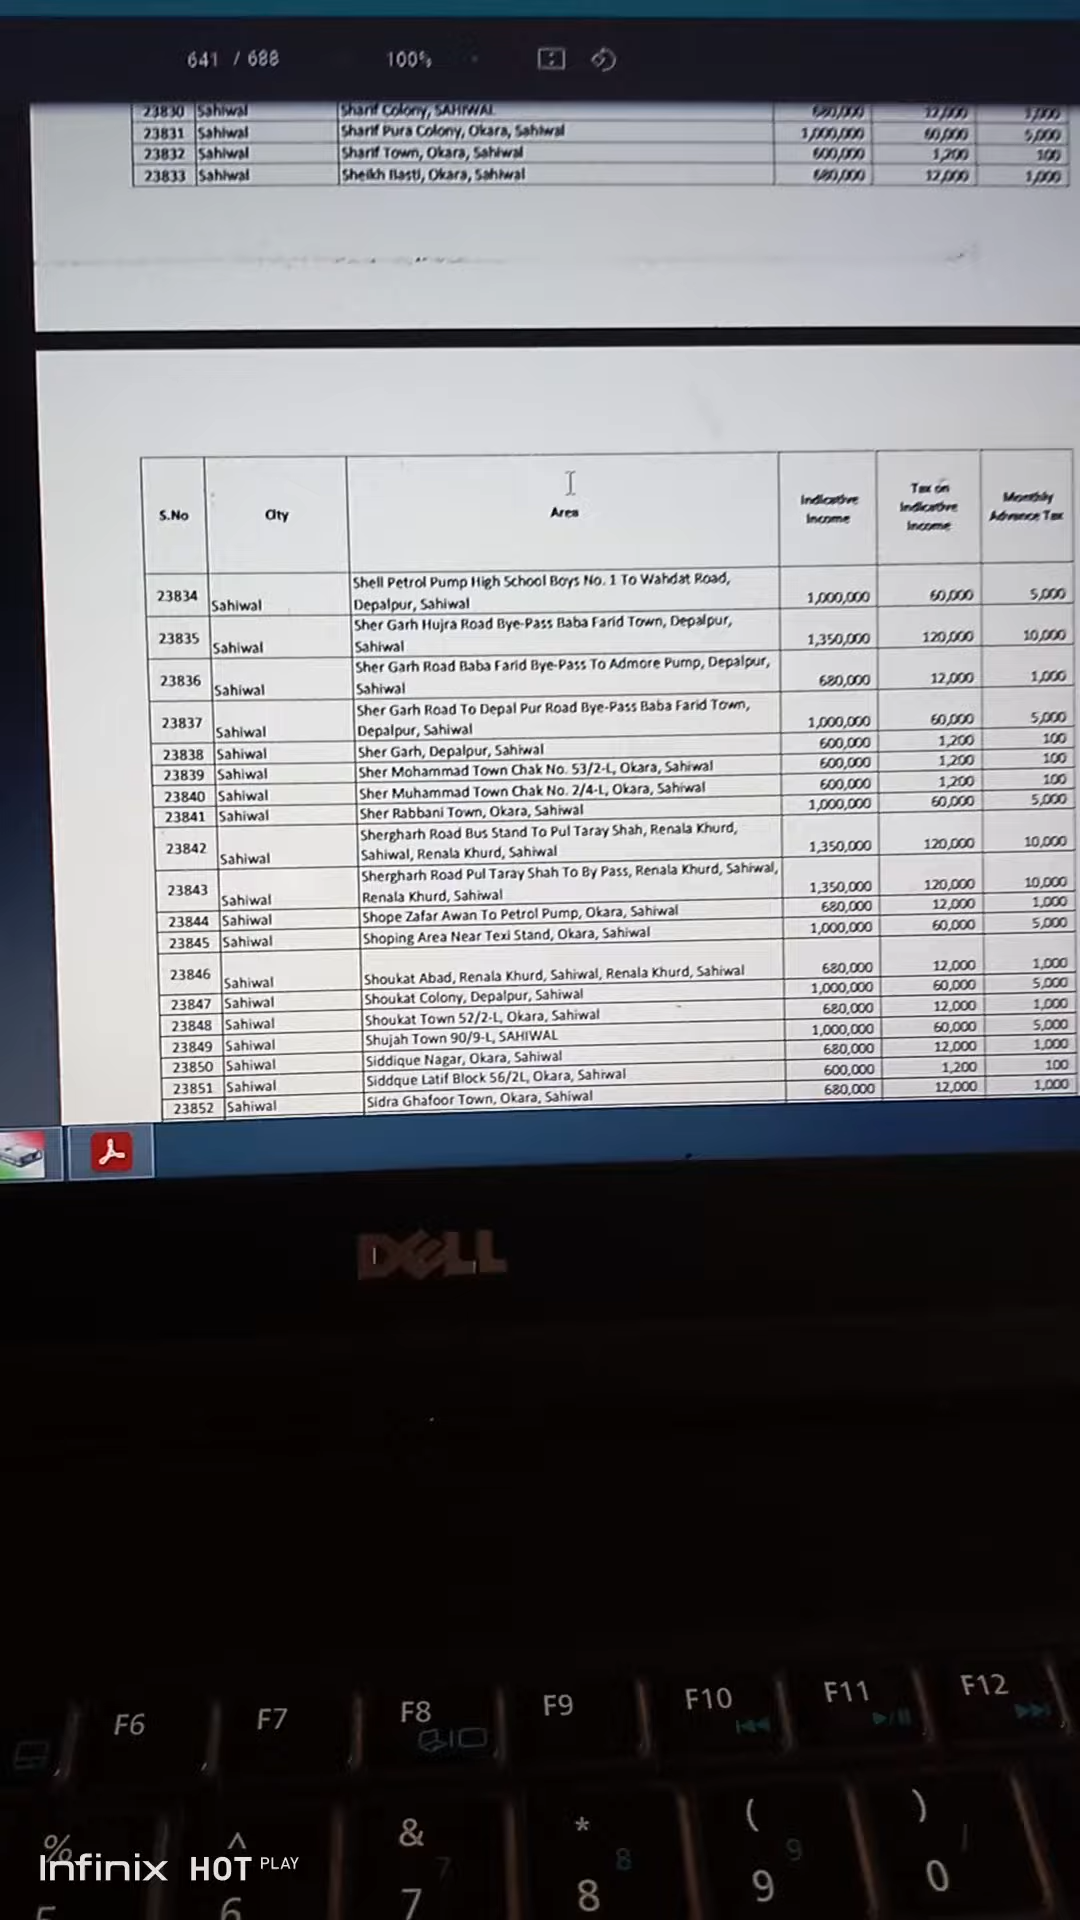 641 / 688 100%
23830 Sahiwal Sharif Colony, SAHIWAL 680,000 12,000 1,000
23831 Sahiwal Sharif Pura Colony, Okara, Sahiwal 1,000,000 60,000 5,000
23832 Sahiwal Sharif Town, Okara, Sahiwal 600,000 1,200 100
23833 Sahiwal Sheikh Basti, Okara, Sahiwal 680,000 12,000 1,000
S.No City Area Indicative Income Tax on Indicative Income Monthly Advance Tax
23834 Sahiwal Shell Petrol Pump High School Boys No. 1 To Wahdat Road,
Depalpur, Sahiwal 1,000,000 60,000 5,000
23835 Sahiwal Sher Garh Hujra Road Bye-Pass Baba Farid Town, Depalpur,
Sahiwal 1,350,000 120,000 10,000
23836 Sahiwal Sher Garh Road Baba Farid Bye-Pass To Admore Pump, Depalpur,
Sahiwal 680,000 12,000 1,000
23837 Sahiwal Sher Garh Road To Depal Pur Road Bye-Pass Baba Farid Town,
Depalpur, Sahiwal 1,000,000 60,000 5,000
23838 Sahiwal Sher Garh, Depalpur, Sahiwal 600,000 1,200 100
23839 Sahiwal Sher Mohammad Town Chak No. 53/2-L, Okara, Sahiwal 600,000 1,200 100
23840 Sahiwal Sher Muhammad Town Chak No. 2/4-L, Okara, Sahiwal 600,000 1,200 100
23841 Sahiwal Sher Rabbani Town, Okara, Sahiwal 1,000,000 60,000 5,000
23842 Sahiwal Shergharh Road Bus Stand To Pul Taray Shah, Renala Khurd,
Sahiwal, Renala Khurd, Sahiwal 1,350,000 120,000 10,000
23843 Sahiwal Shergharh Road Pul Taray Shah To By Pass, Renala Khurd, Sahiwal,
Renala Khurd, Sahiwal 1,350,000 120,000 10,000
23844 Sahiwal Shope Zafar Awan To Petrol Pump, Okara, Sahiwal 680,000 12,000 1,000
23845 Sahiwal Shoping Area Near Texi Stand, Okara, Sahiwal 1,000,000 60,000 5,000
23846 Sahiwal Shoukat Abad, Renala Khurd, Sahiwal, Renala Khurd, Sahiwal 680,000 12,000 1,000
23847 Sahiwal Shoukat Colony, Depalpur, Sahiwal 1,000,000 60,000 5,000
23848 Sahiwal Shoukat Town 52/2-L, Okara, Sahiwal 680,000 12,000 1,000
23849 Sahiwal Shujah Town 90/9-L, SAHIWAL 1,000,000 60,000 5,000
23850 Sahiwal Siddique Nagar, Okara, Sahiwal 680,000 12,000 1,000
23851 Sahiwal Siddque Latif Block 56/2L, Okara, Sahiwal 600,000 1,200 100
23852 Sahiwal Sidra Ghafoor Town, Okara, Sahiwal 680,000 12,000 1,000
DELL
F6 F7 F8 F9 F10 F11 F12
% ^ & * ( )
5 6 7 7 8 8 9 9 0 /
Infinix HOT PLAY